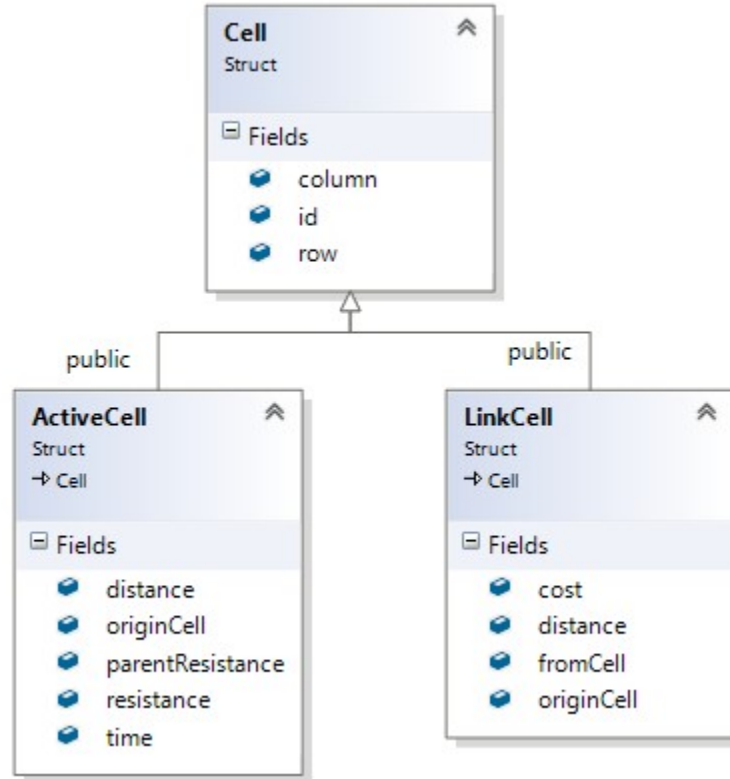 Cell
Struct
Fields
column
id
row
public
public
ActiveCell
Struct
Cell
Fields
distance
originCell
parentResistance
resistance
time
LinkCell
Struct
Cell
Fields
cost
distance
fromCell
originCell